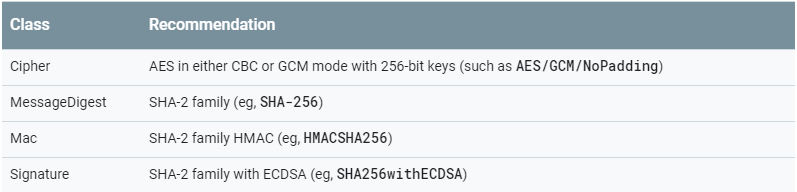 Class Recommendation
Cipher AES in either CBC or GCM mode with 256-bit keys (such as AES/GCM/NoPadding)
MessageDigest SHA-2 family (eg, SHA-256)
Mac SHA-2 family HMAC (eg, HMACSHA256)
Signature SHA-2 family with ECDSA (eg, SHA256withECDSA)